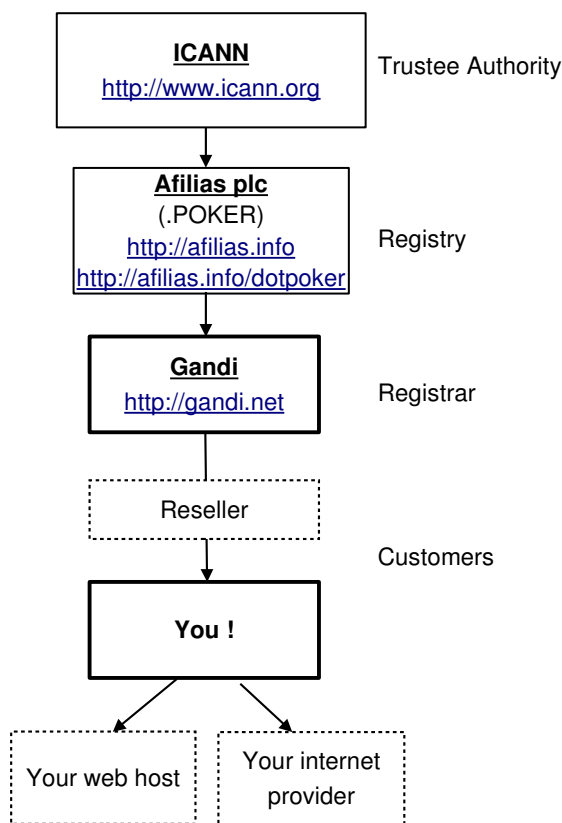 ICANN
http://www.icann.org
Trustee Authority
Afilias plc
(.POKER)
http://afilias.info
http://afilias.info/dotpoker
Registry
Gandi
http://gandi.net
Registrar
Reseller
Customers
You !
Your web host
Your internet
provider